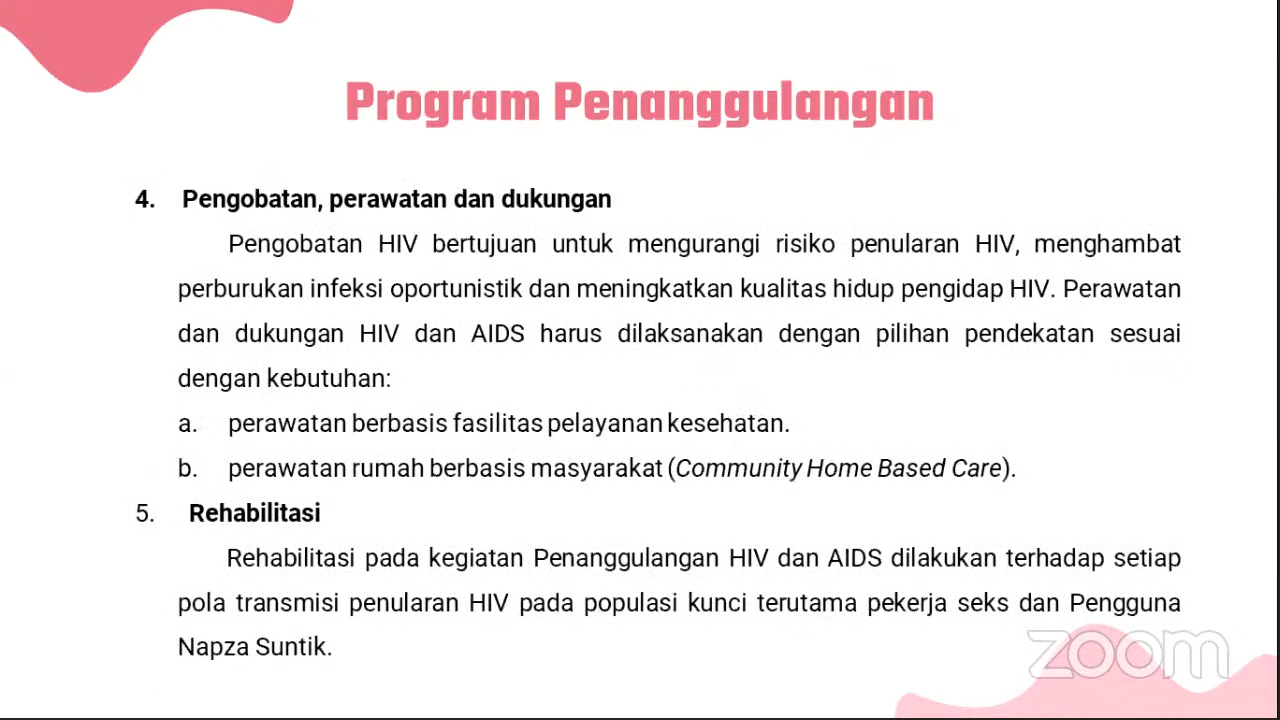 Program Penanggulangan
4. Pengobatan, perawatan dan dukungan
Pengobatan HIV bertujuan untuk mengurangi risiko penularan HIV, menghambat
perburukan infeksi oportunistik dan meningkatkan kualitas hidup pengidap HIV. Perawatan
dan dukungan HIV dan AIDS harus dilaksanakan dengan pilihan pendekatan sesuai
dengan kebutuhan:
a. perawatan berbasis fasilitas pelayanan kesehatan.
b. perawatan rumah berbasis masyarakat (Community Home Based Care).
5. Rehabilitasi
Rehabilitasi pada kegiatan Penanggulangan HIV dan AIDS dilakukan terhadap setiap
pola transmisi penularan HIV pada populasi kunci terutama pekerja seks dan Pengguna
Napza Suntik.
zoom